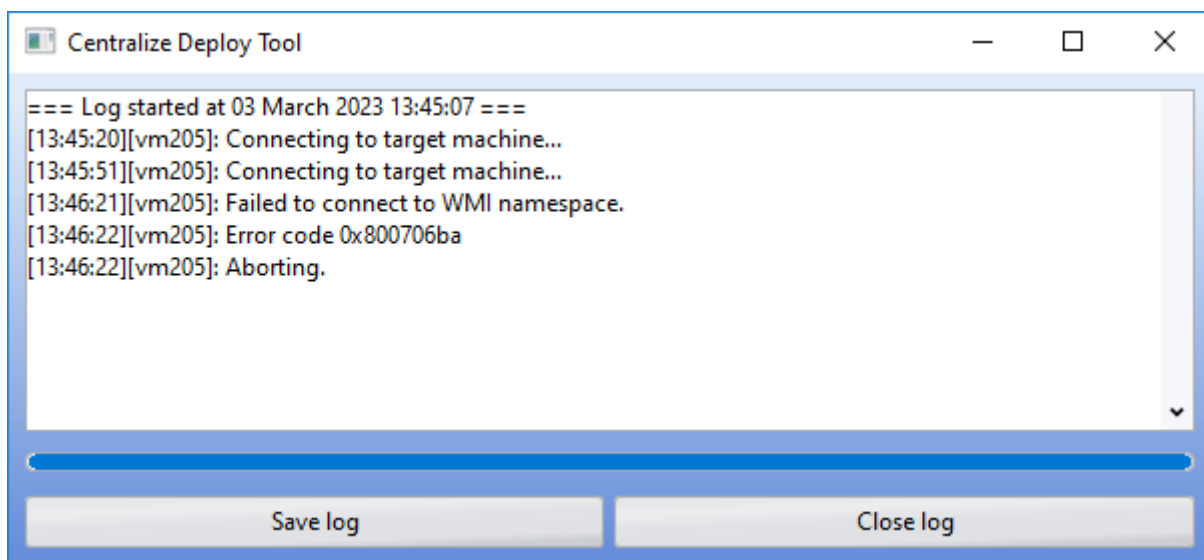 Centralize Deploy Tool
=== Log started at 03 March 2023 13:45:07 ===
[13:45:20][vm205]: Connecting to target machine...
[13:45:51][vm205]: Connecting to target machine...
[13:46:21][vm205]: Failed to connect to WMI namespace.
[13:46:22][vm205]: Error code 0x800706ba
[13:46:22][vm205]: Aborting.
Save log
Close log